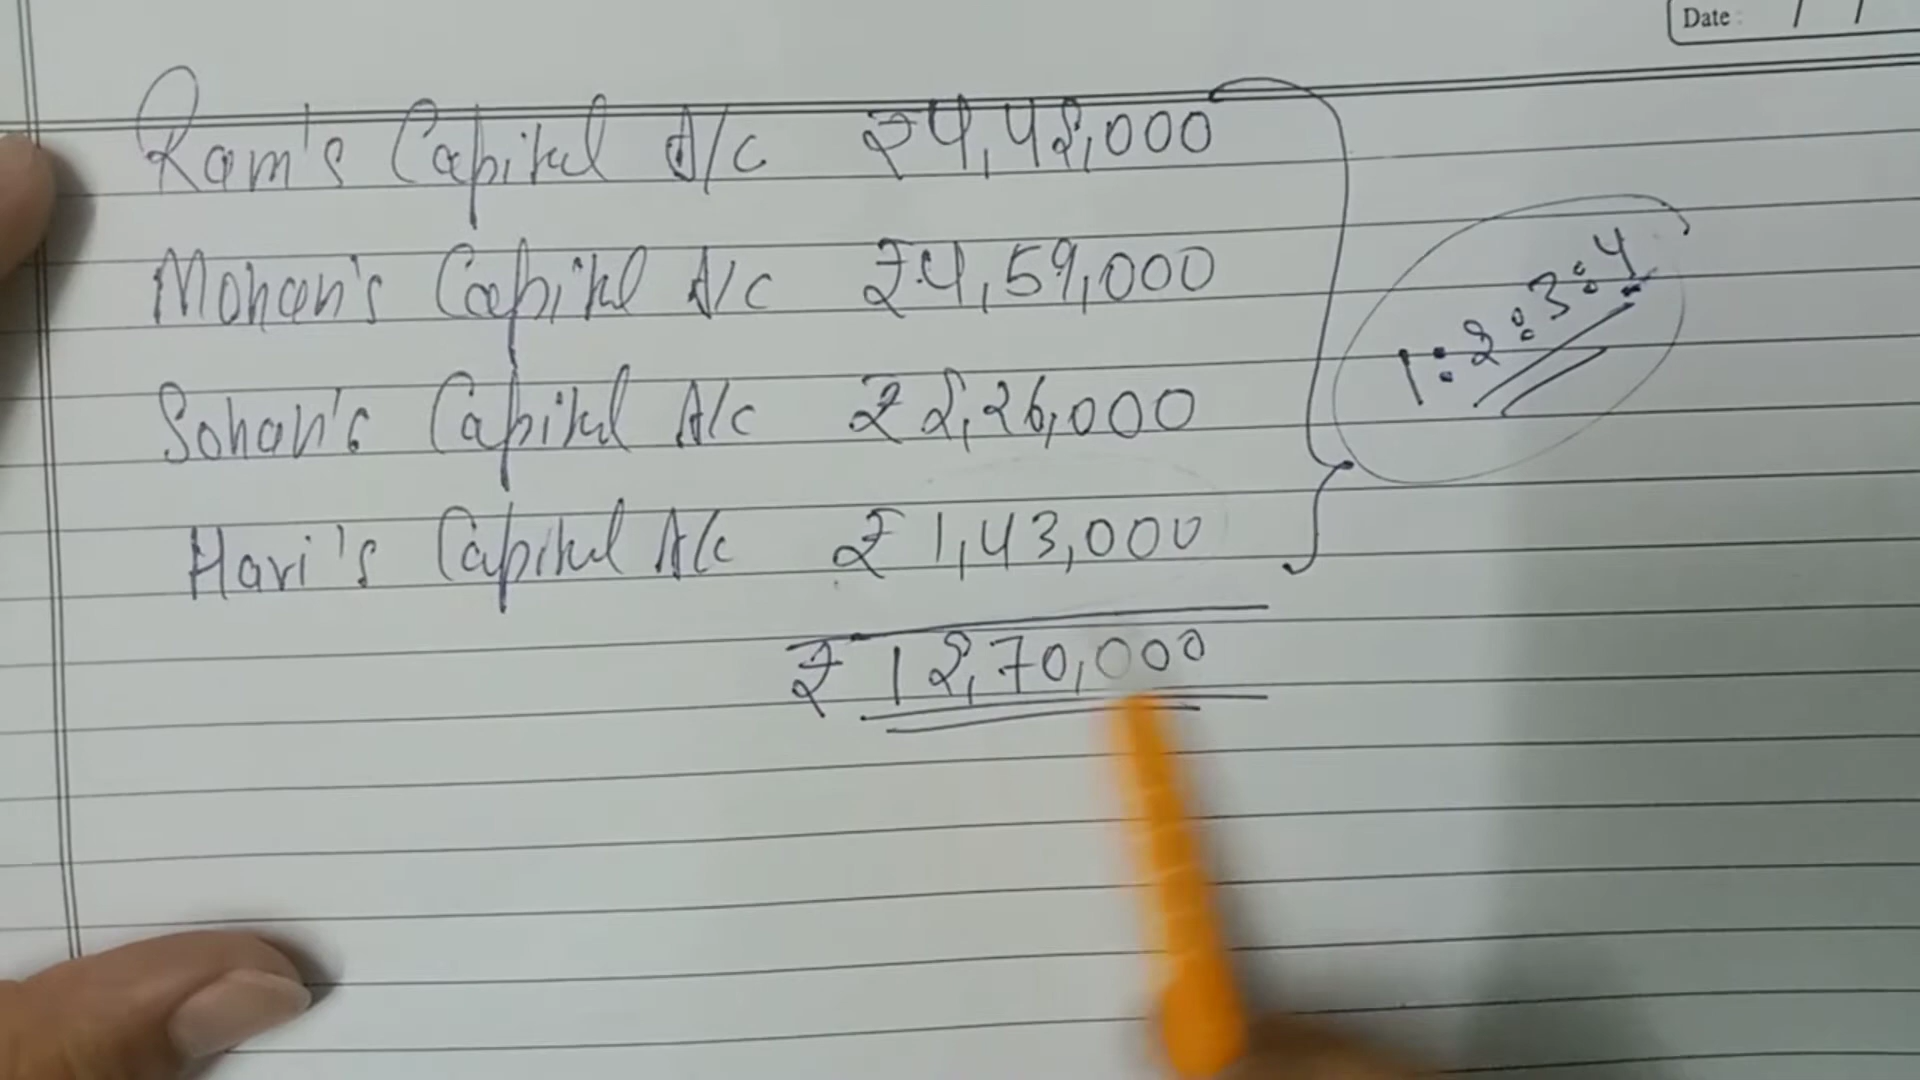 Date : / /
Ram's Capital A/c ₹4,42,000
Mohan's Capital A/c ₹4,59,000
Sohan's Capital A/c ₹2,26,000
Hari's Capital A/c ₹1,43,000
1:2:3:4
₹12,70,000